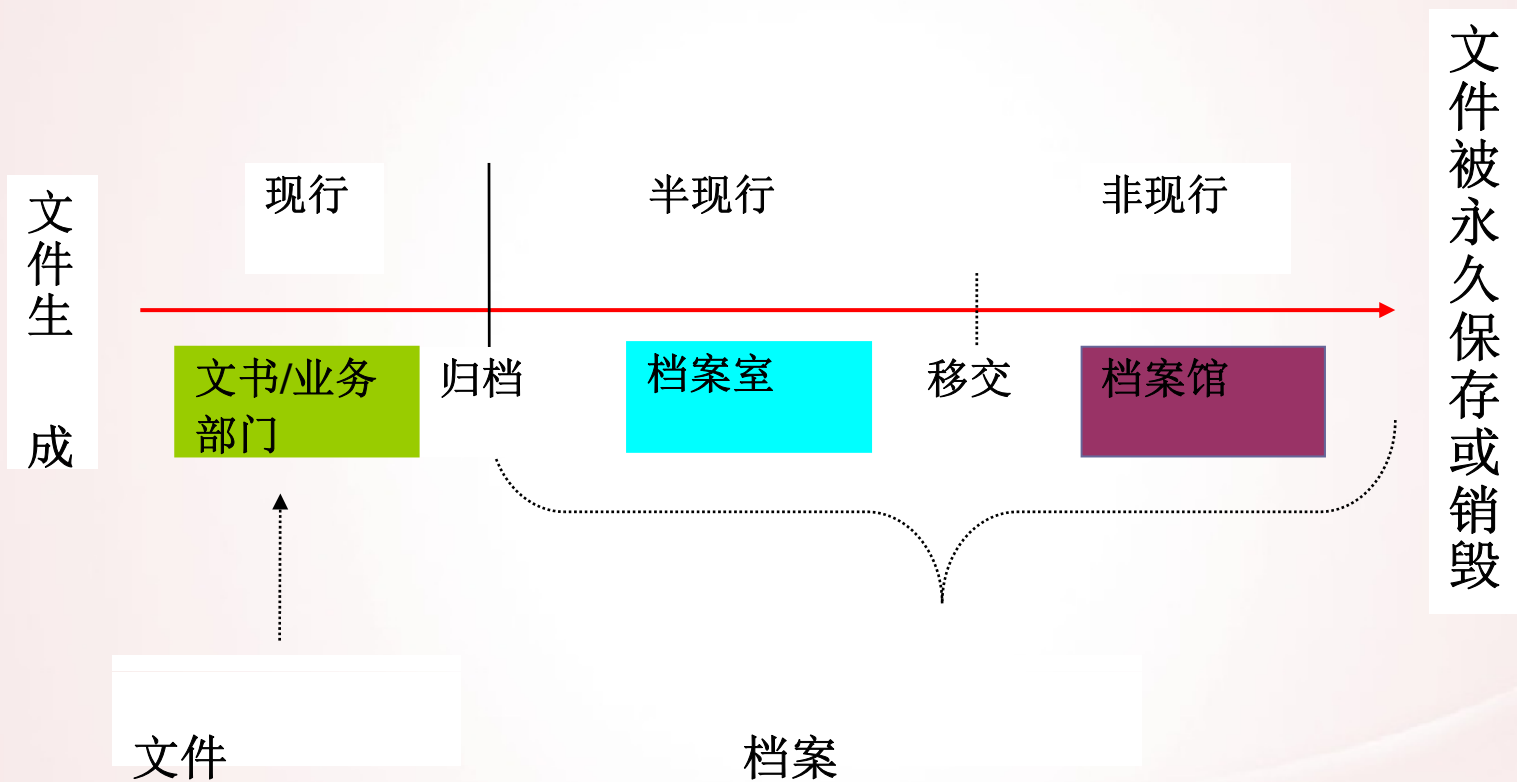 文件生 成
现行
半现行
非现行
文书/业务
部门
归档
档案室
移交
档案馆
文件
档案
文件被永久保存或销毁